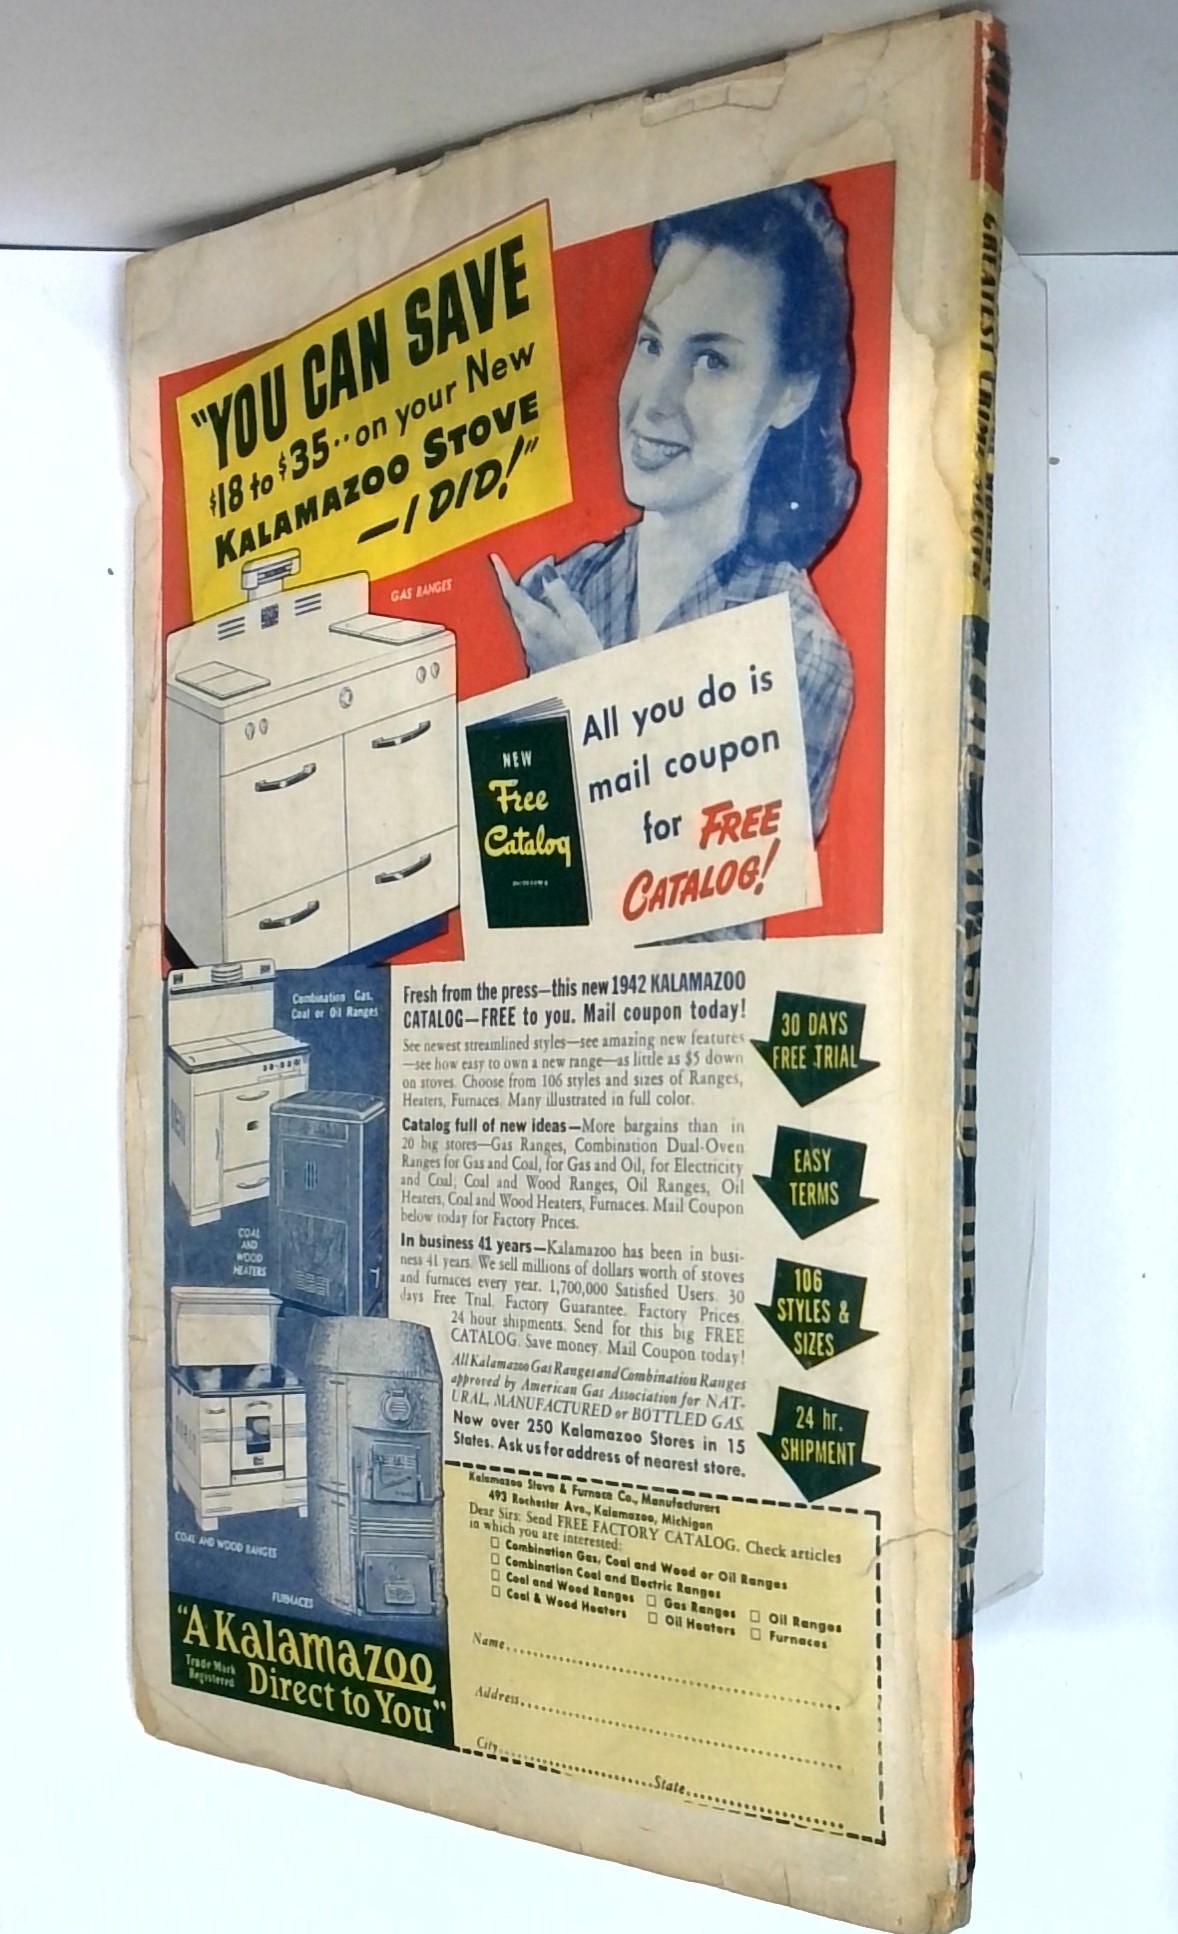 "YOU CAN SAVE
$18 to $35.. on your New
KALAMAZOO STOVE
—I DID!"
GAS RANGES
NEW
Free
Catalog
All you do is
mail coupon
for FREE
CATALOG!
Combination Gas,
Coal or Oil Ranges
COAL
AND
WOOD
HEATERS
COAL AND WOOD RANGES
FURNACES
"A Kalamazoo
Trade Mark
Registered
Direct to You"
Fresh from the press—this new 1942 KALAMAZOO
CATALOG—FREE to you. Mail coupon today!
See newest streamlined styles—see amazing new features
—see how easy to own a new range—as little as $5 down
on stoves. Choose from 106 styles and sizes of Ranges,
Heaters, Furnaces. Many illustrated in full color.
Catalog full of new ideas—More bargains than in
20 big stores—Gas Ranges, Combination Dual-Oven
Ranges for Gas and Coal, for Gas and Oil, for Electricity
and Coal; Coal and Wood Ranges, Oil Ranges, Oil
Heaters, Coal and Wood Heaters, Furnaces. Mail Coupon
below today for Factory Prices.
In business 41 years—Kalamazoo has been in busi-
ness 41 years. We sell millions of dollars worth of stoves
and furnaces every year. 1,700,000 Satisfied Users. 30
days Free Trial. Factory Guarantee. Factory Prices.
24 hour shipments. Send for this big FREE
CATALOG. Save money. Mail Coupon today!
All Kalamazoo Gas Ranges and Combination Ranges
approved by American Gas Association for NAT-
URAL, MANUFACTURED or BOTTLED GAS.
Now over 250 Kalamazoo Stores in 15
States. Ask us for address of nearest store.
30 DAYS
FREE TRIAL
EASY
TERMS
106
STYLES &
SIZES
24 hr.
SHIPMENT
Kalamazoo Stove & Furnace Co., Manufacturers
493 Rochester Ave., Kalamazoo, Michigan
Dear Sirs: Send FREE FACTORY CATALOG. Check articles
in which you are interested:
☐ Combination Gas, Coal and Wood or Oil Ranges
☐ Combination Coal and Electric Ranges
☐ Coal and Wood Ranges ☐ Gas Ranges ☐ Oil Ranges
☐ Coal & Wood Heaters ☐ Oil Heaters ☐ Furnaces
Name
Address
City State